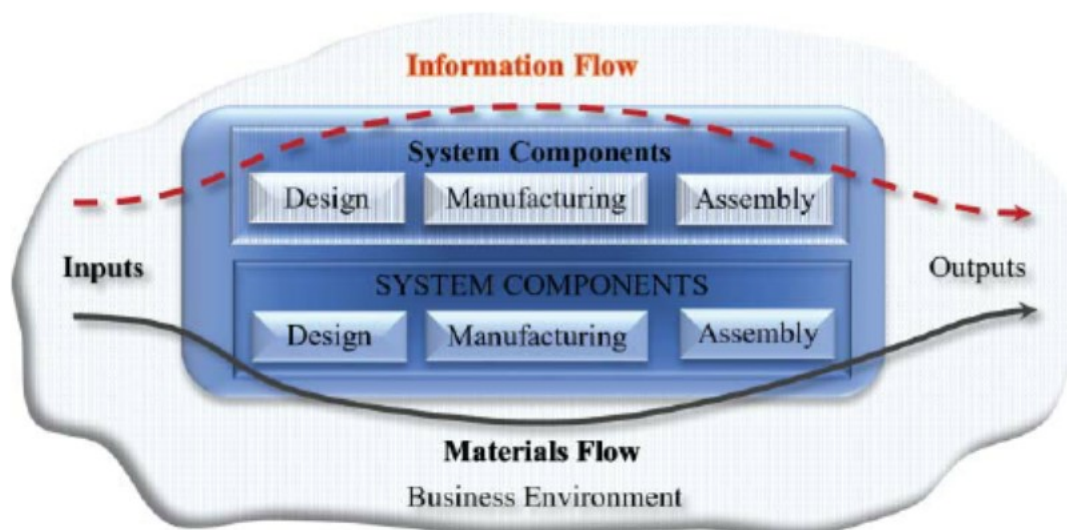 Information Flow
System Components
Design Manufacturing Assembly
Inputs
Outputs
SYSTEM COMPONENTS
Design Manufacturing Assembly
Materials Flow
Business Environment